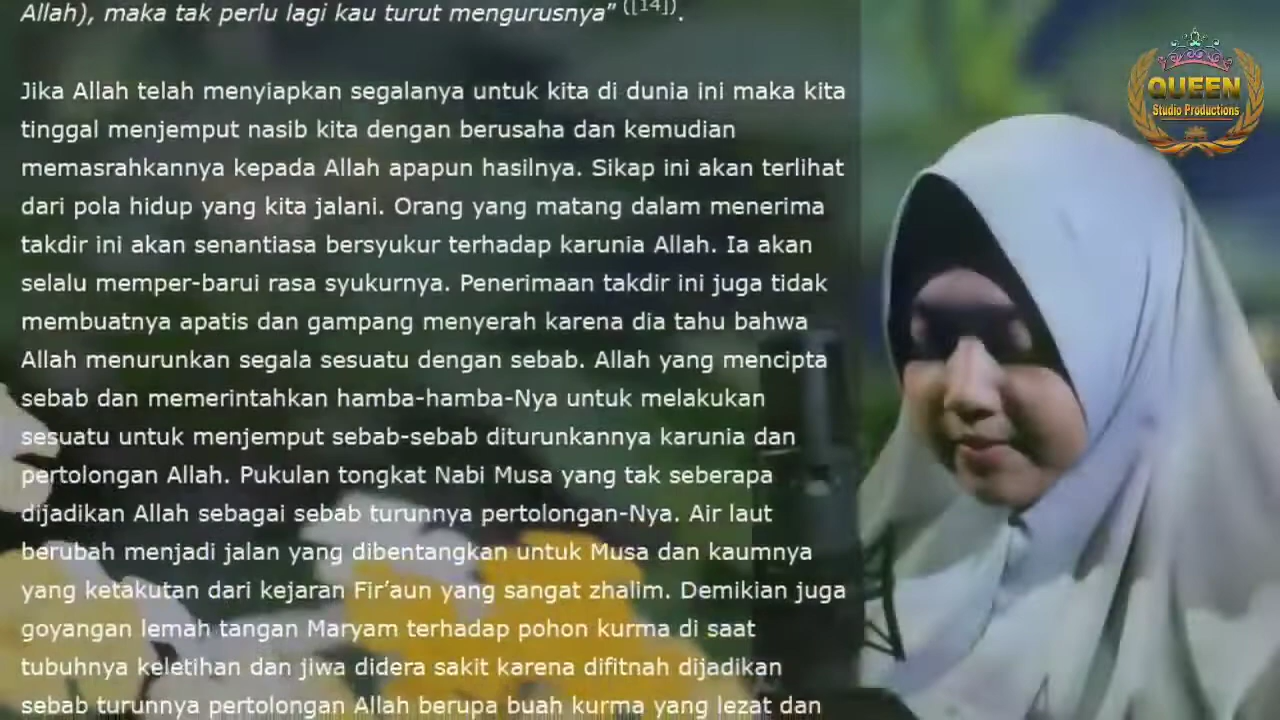 Allah), maka tak perlu lagi kau turut mengurusnya” ([14]).
Jika Allah telah menyiapkan segalanya untuk kita di dunia ini maka kita
tinggal menjemput nasib kita dengan berusaha dan kemudian
memasrahkannya kepada Allah apapun hasilnya. Sikap ini akan terlihat
dari pola hidup yang kita jalani. Orang yang matang dalam menerima
takdir ini akan senantiasa bersyukur terhadap karunia Allah. Ia akan
selalu memper-barui rasa syukurnya. Penerimaan takdir ini juga tidak
membuatnya apatis dan gampang menyerah karena dia tahu bahwa
Allah menurunkan segala sesuatu dengan sebab. Allah yang mencipta
sebab dan memerintahkan hamba-hamba-Nya untuk melakukan
sesuatu untuk menjemput sebab-sebab diturunkannya karunia dan
pertolongan Allah. Pukulan tongkat Nabi Musa yang tak seberapa
dijadikan Allah sebagai sebab turunnya pertolongan-Nya. Air laut
berubah menjadi jalan yang dibentangkan untuk Musa dan kaumnya
yang ketakutan dari kejaran Fir’aun yang sangat zhalim. Demikian juga
goyangan lemah tangan Maryam terhadap pohon kurma di saat
tubuhnya keletihan dan jiwa didera sakit karena difitnah dijadikan
sebab turunnya pertolongan Allah berupa buah kurma yang lezat dan
QUEEN
Studio Productions